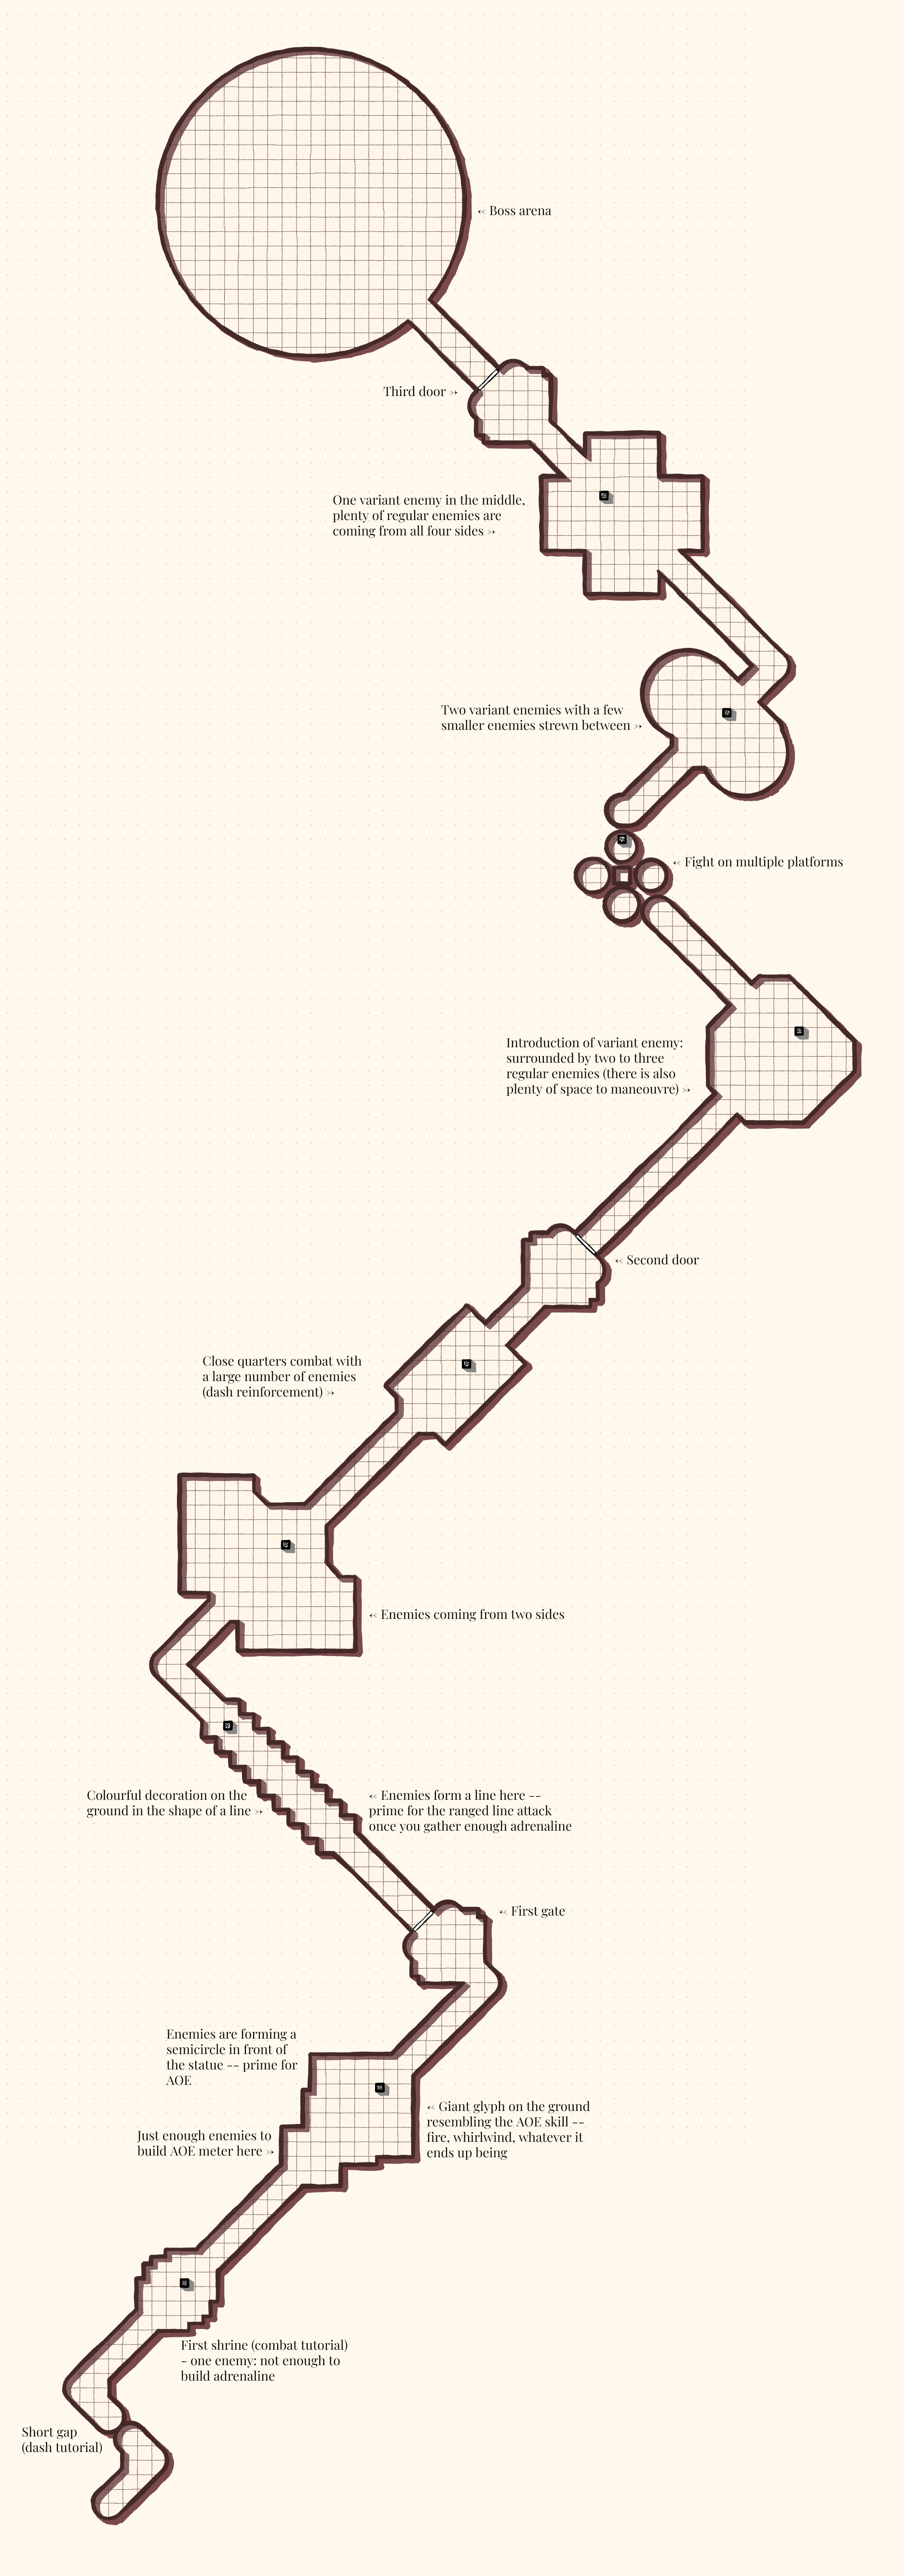 ↢ Boss arena
Third door ↣
One variant enemy in the middle,
plenty of regular enemies are
coming from all four sides ↣
Two variant enemies with a few
smaller enemies strewn between ↣
↢ Fight on multiple platforms
Introduction of variant enemy:
surrounded by two to three
regular enemies (there is also
plenty of space to maneouvre) ↣
↢ Second door
Close quarters combat with
a large number of enemies
(dash reinforcement) ↣
↢ Enemies coming from two sides
Colourful decoration on the
ground in the shape of a line ↣
↢ Enemies form a line here --
prime for the ranged line attack
once you gather enough adrenaline
↢ First gate
Enemies are forming a
semicircle in front of
the statue -- prime for
AOE
↢ Giant glyph on the ground
resembling the AOE skill --
fire, whirlwind, whatever it
ends up being
Just enough enemies to
build AOE meter here ↣
First shrine (combat tutorial)
- one enemy: not enough to
build adrenaline
Short gap
(dash tutorial)